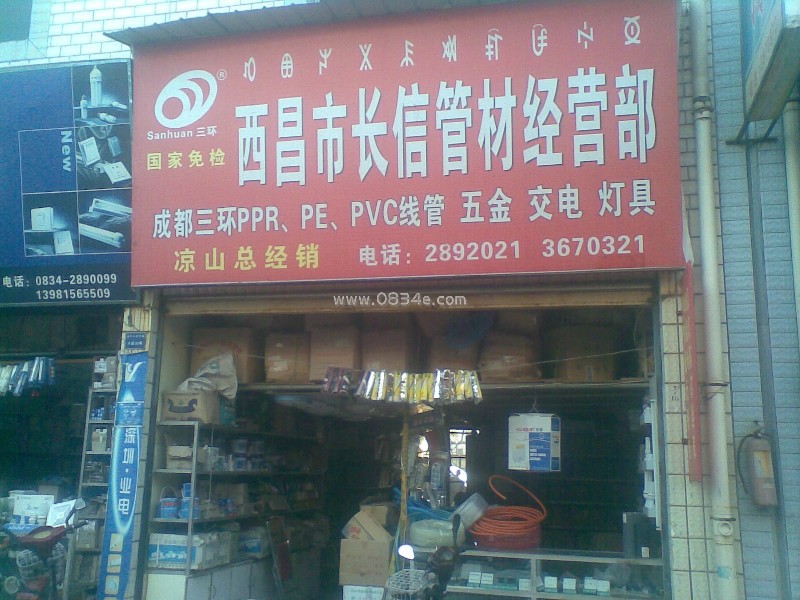 ꀀ
®
Sanhuan 三环
国家免检
西昌市长信管材经营部
成都三环PPR、PE、PVC线管 五金 交电 灯具
凉山总经销 电话：2892021 3670321
New
电话：0834-2890099
13981565509
www.0834e.com
深圳·业电